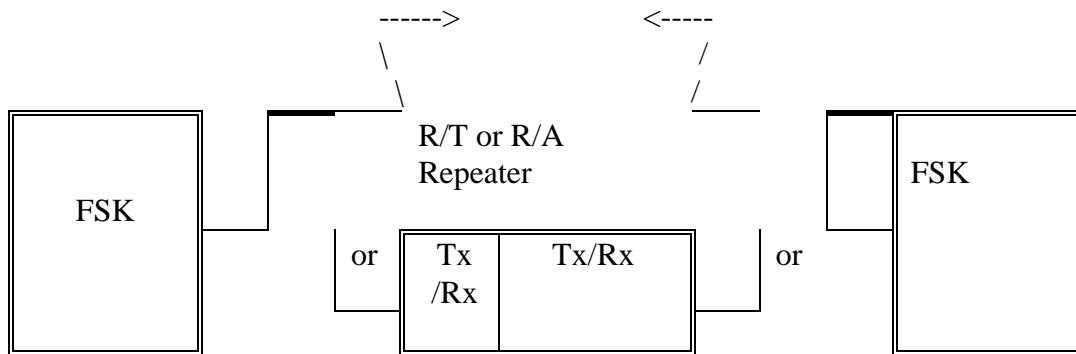 ------>
<-----
R/T or R/A
Repeater
FSK
FSK
or
Tx
/Rx
Tx/Rx
or